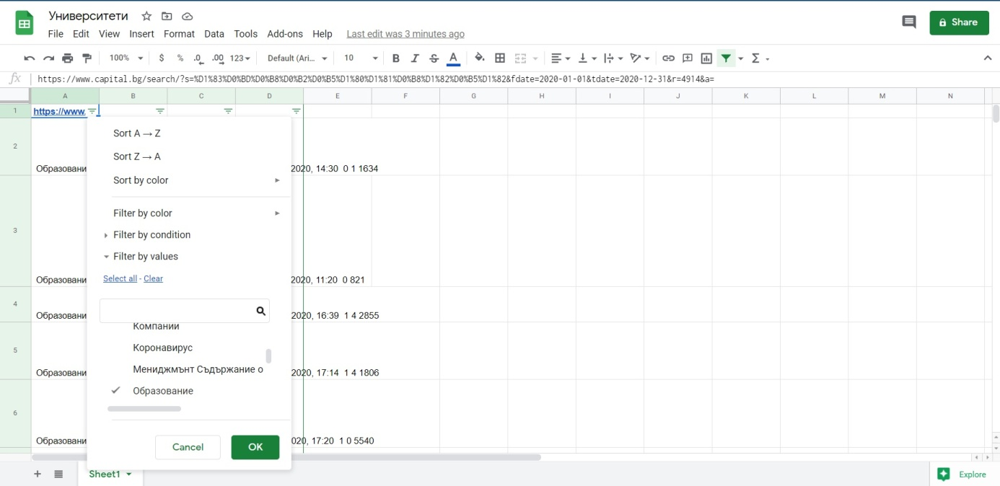 Университети
File Edit View Insert Format Data Tools Add-ons Help Last edit was 3 minutes ago
Share
100% $ % .0 .00 123 Default (Ari... 10 B I S A
fx https://www.capital.bg/search/?s=%D1%83%D0%BD%D0%B8%D0%B2%D0%B5%D1%80%D1%81%D0%B8%D1%82%D0%B5%D1%82&fdate=2020-01-01&tdate=2020-12-31&r=4914&a=
A B C D E F G H I J K L M N
1 https://www.
Sort A → Z
Sort Z → A
2 Образовани 2020, 14:30 0 1 1634
Sort by color
Filter by color
3
Filter by condition
Filter by values
Select all - Clear
Образовани 2020, 11:20 0 821
4 Образовани 2020, 16:39 1 4 2855
Компании
Коронавирус
5
Мениджмънт Съдържание о
Образовани 2020, 17:14 1 4 1806
Образование
6
Образовани 020, 17:20 1 0 5540
Cancel OK
Sheet1
Explore